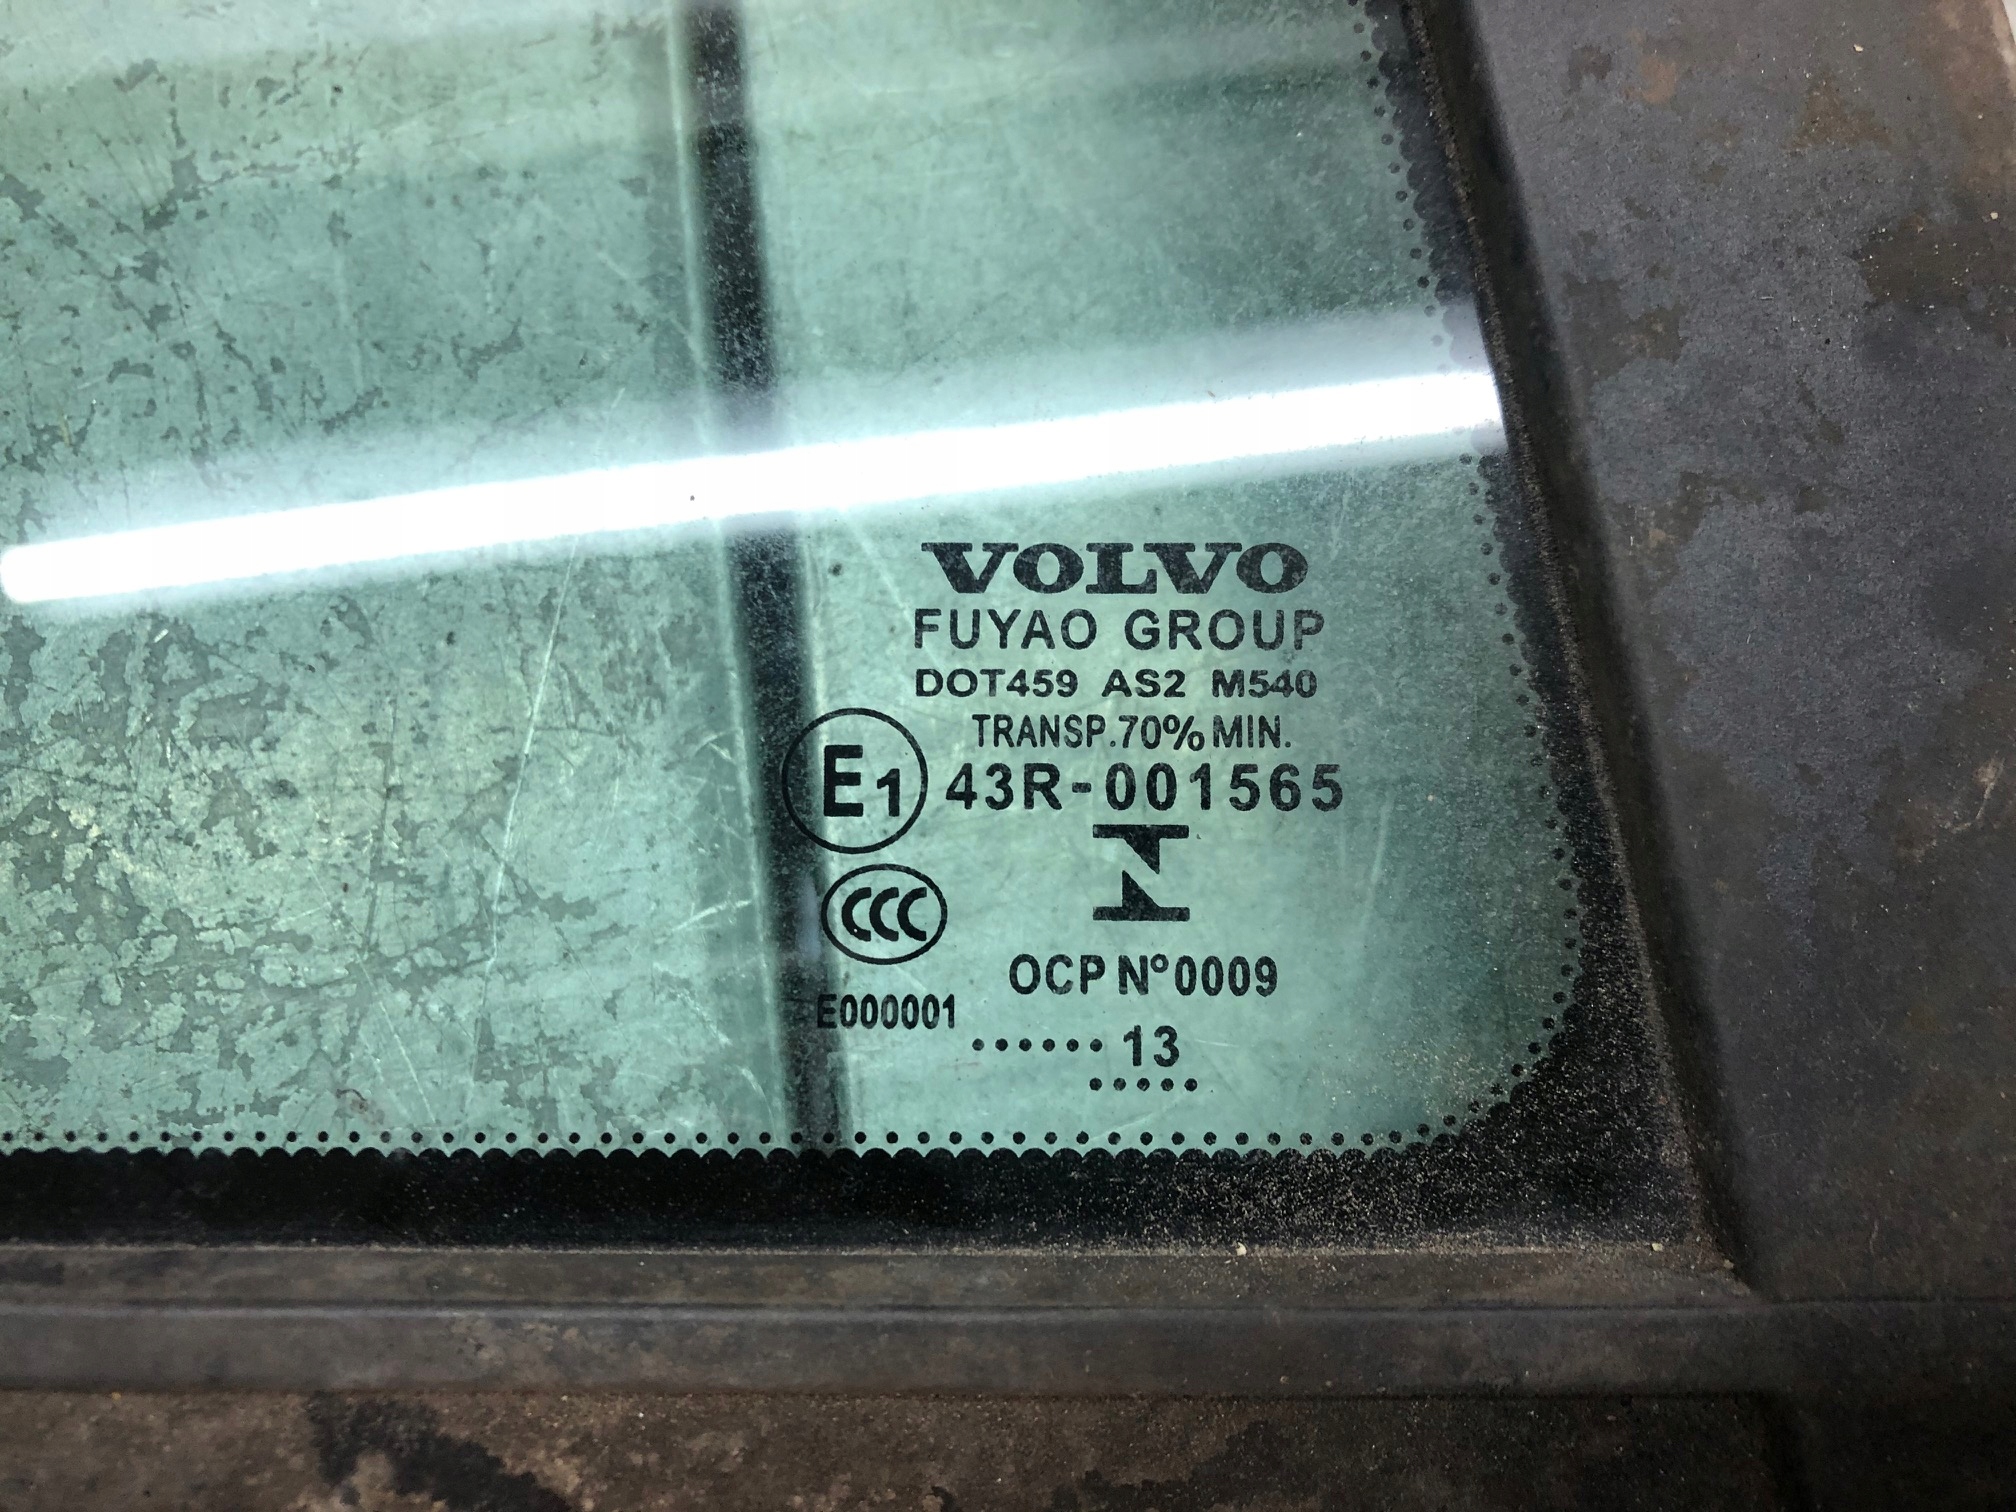 VOLVO
FUYAO GROUP
DOT459 AS2 M540
TRANSP.70% MIN.
E1 43R-001565
CCC
OCP N°0009
E000001
......13
.....